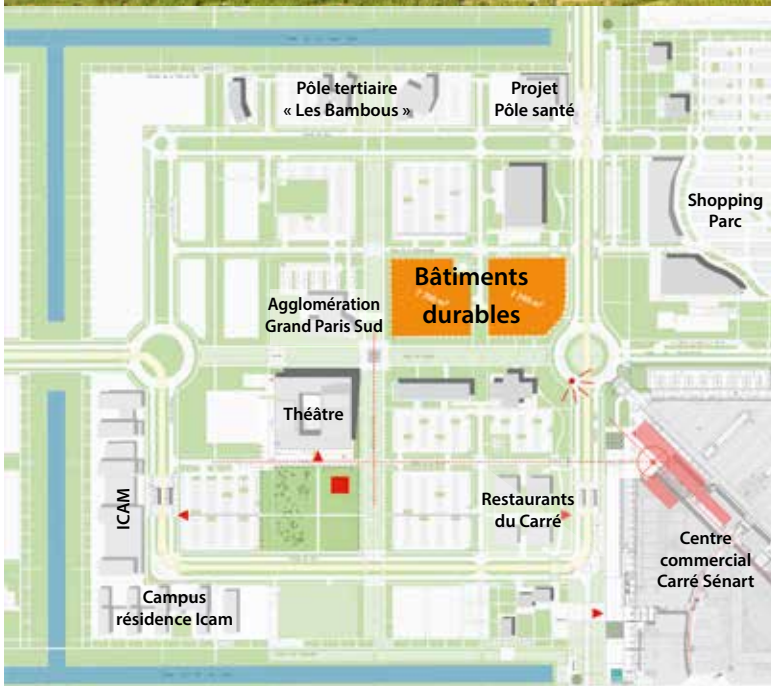 Pôle tertiaire
« Les Bambous »
Projet
Pôle santé
Shopping
Parc
Bâtiments
durables
Agglomération
Grand Paris Sud
Théâtre
ICAM
Restaurants
du Carré
Centre
commercial
Carré Sénart
Campus
résidence Icam